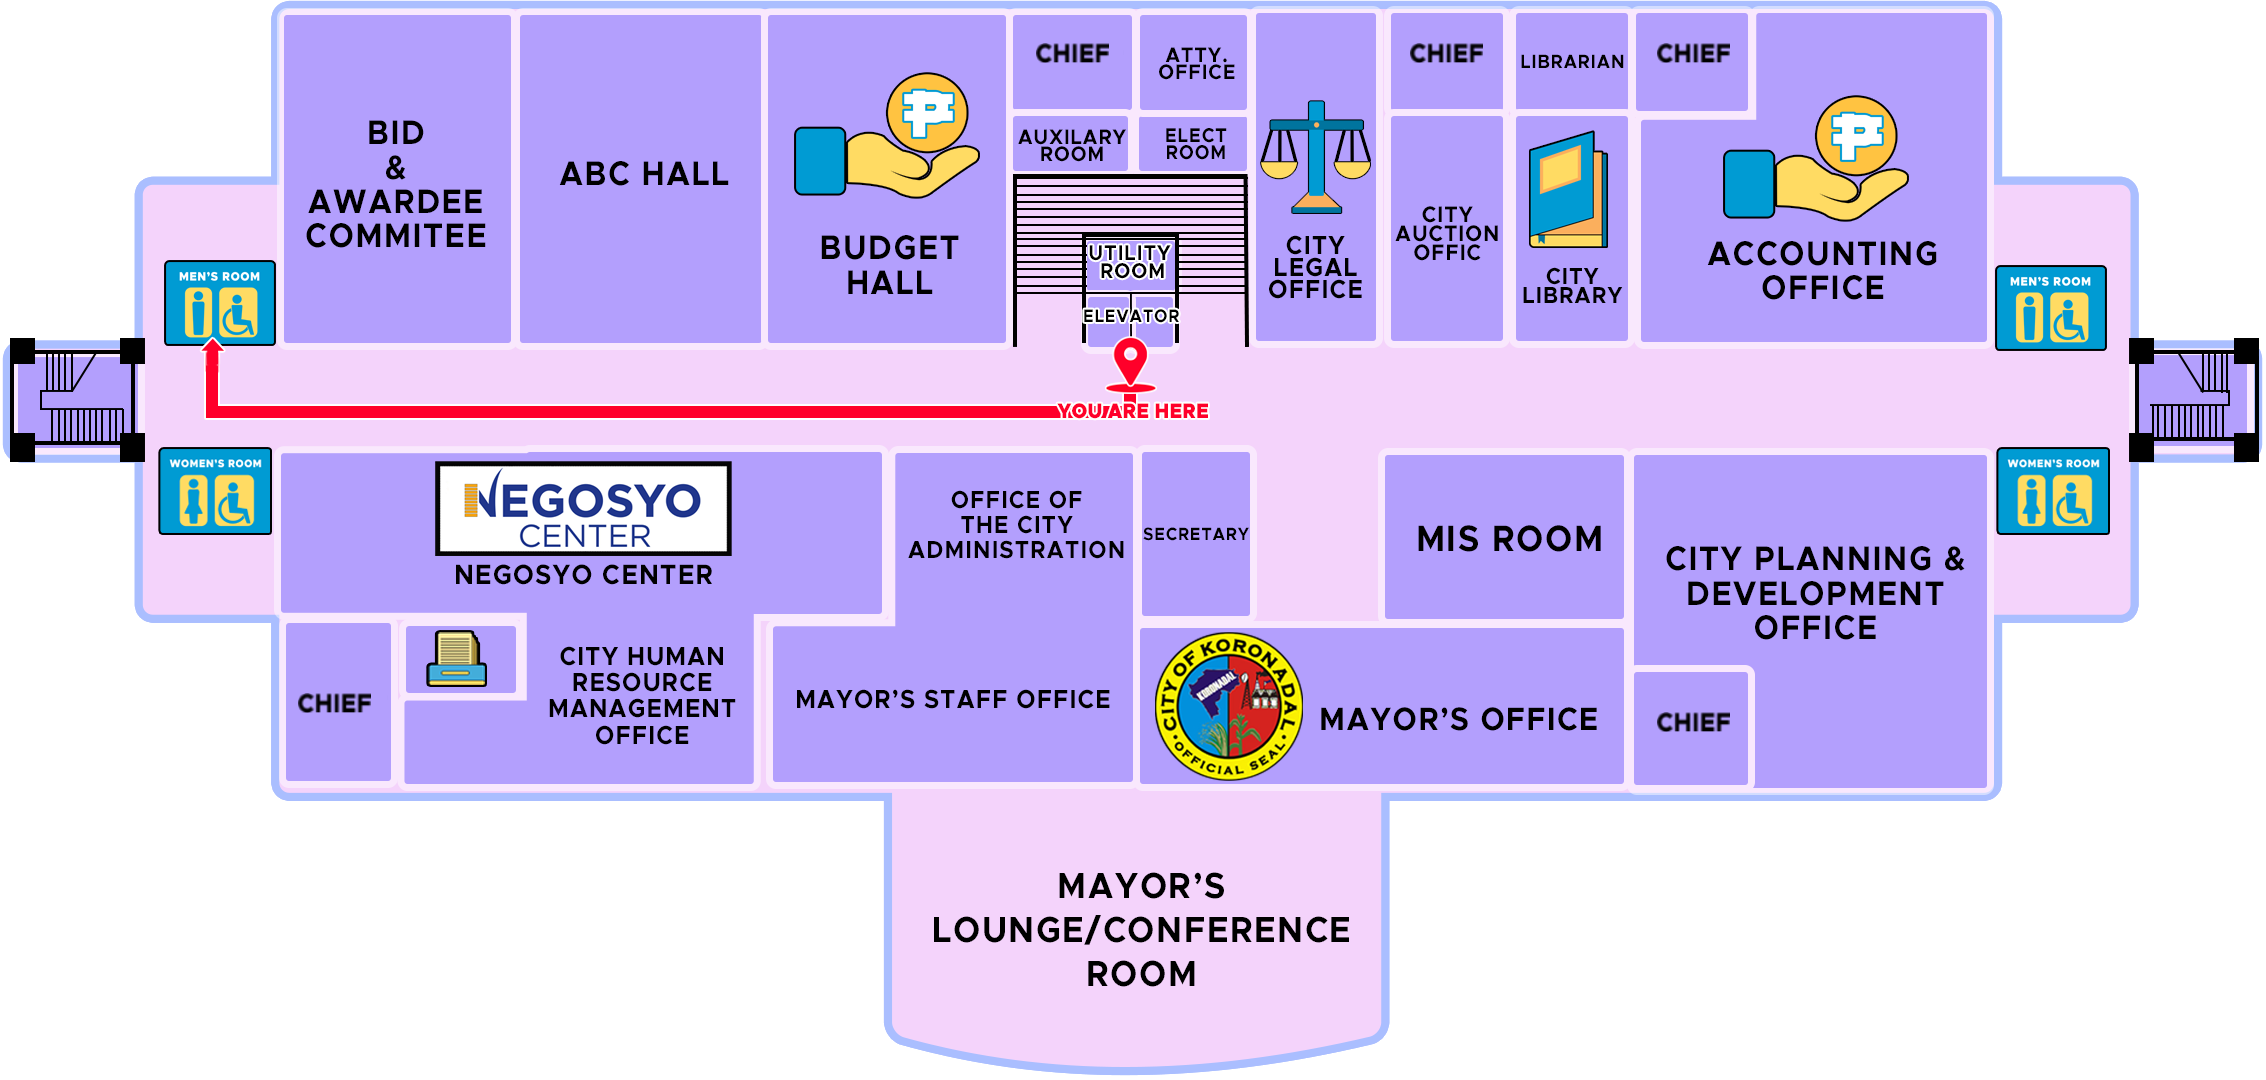 BID
&
AWARDEE
COMMITEE
ABC HALL
BUDGET
HALL
CHIEF
ATTY.
OFFICE
AUXILARY
ROOM
ELECT
ROOM
UTILITY
ROOM
ELEVATOR
CITY
LEGAL
OFFICE
CHIEF
CITY
AUCTION
OFFIC
LIBRARIAN
CITY
LIBRARY
CHIEF
ACCOUNTING
OFFICE
MEN'S ROOM
MEN'S ROOM
YOU ARE HERE
WOMEN'S ROOM
WOMEN'S ROOM
NEGOSYO
CENTER
NEGOSYO CENTER
OFFICE OF
THE CITY
ADMINISTRATION
SECRETARY
MIS ROOM
CITY PLANNING &
DEVELOPMENT
OFFICE
CHIEF
CITY HUMAN
RESOURCE
MANAGEMENT
OFFICE
MAYOR'S STAFF OFFICE
CITY OF KORONADAL
KORONADAL
OFFICIAL SEAL
MAYOR'S OFFICE
CHIEF
MAYOR'S
LOUNGE/CONFERENCE
ROOM